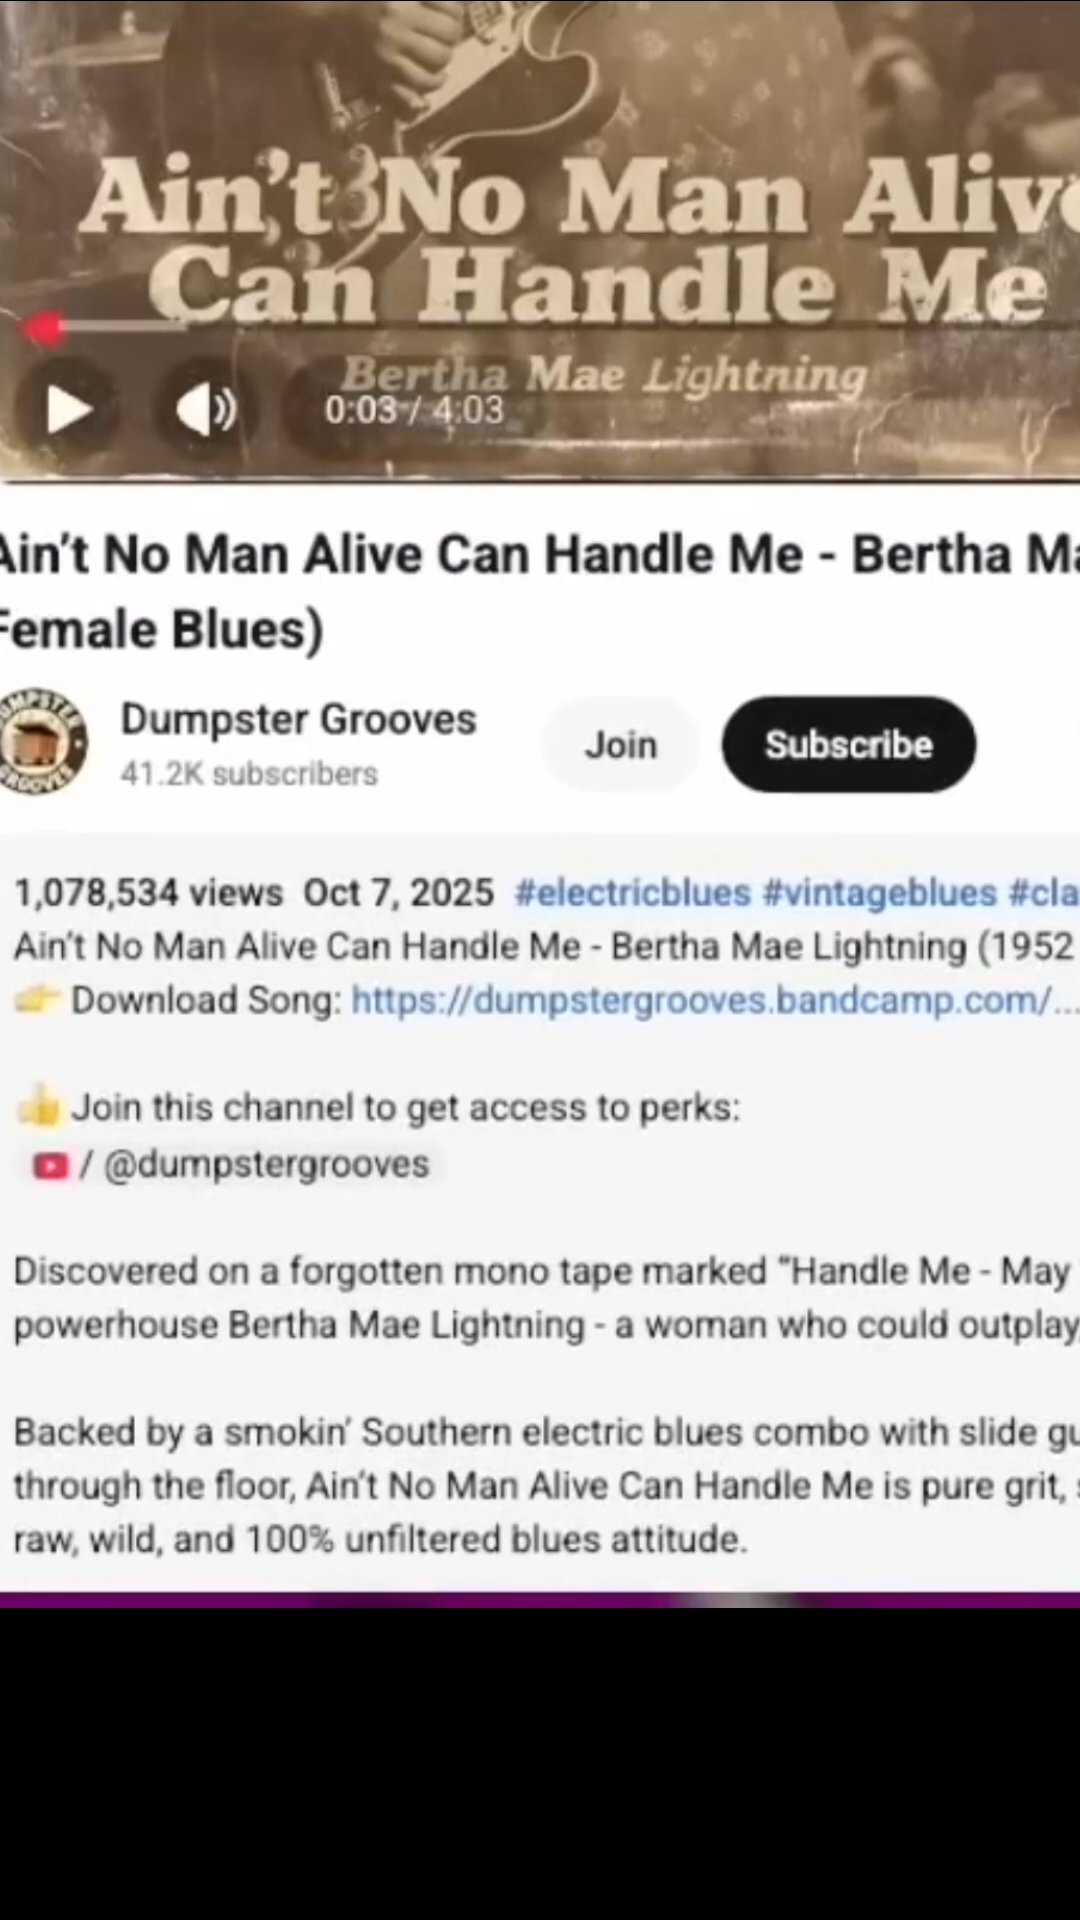 Ain't No Man Alive
Can Handle Me
Bertha Mae Lightning
0:03 / 4:03
Ain't No Man Alive Can Handle Me - Bertha
Female Blues)
Dumpster Grooves
Join
Subscribe
41.2K subscribers
1,078,534 views Oct 7, 2025 #electricblues #vintageblues
Ain't No Man Alive Can Handle Me - Bertha Mae Lightning (1952
👉 Download Song: https://dumpstergrooves.bandcamp.com/...
👍 Join this channel to get access to perks:
/ @dumpstergrooves
Discovered on a forgotten mono tape marked “Handle Me - May
powerhouse Bertha Mae Lightning - a woman who could outplay,
Backed by a smokin’ Southern electric blues combo with slide
through the floor, Ain’t No Man Alive Can Handle Me is pure grit,
raw, wild, and 100% unfiltered blues attitude.